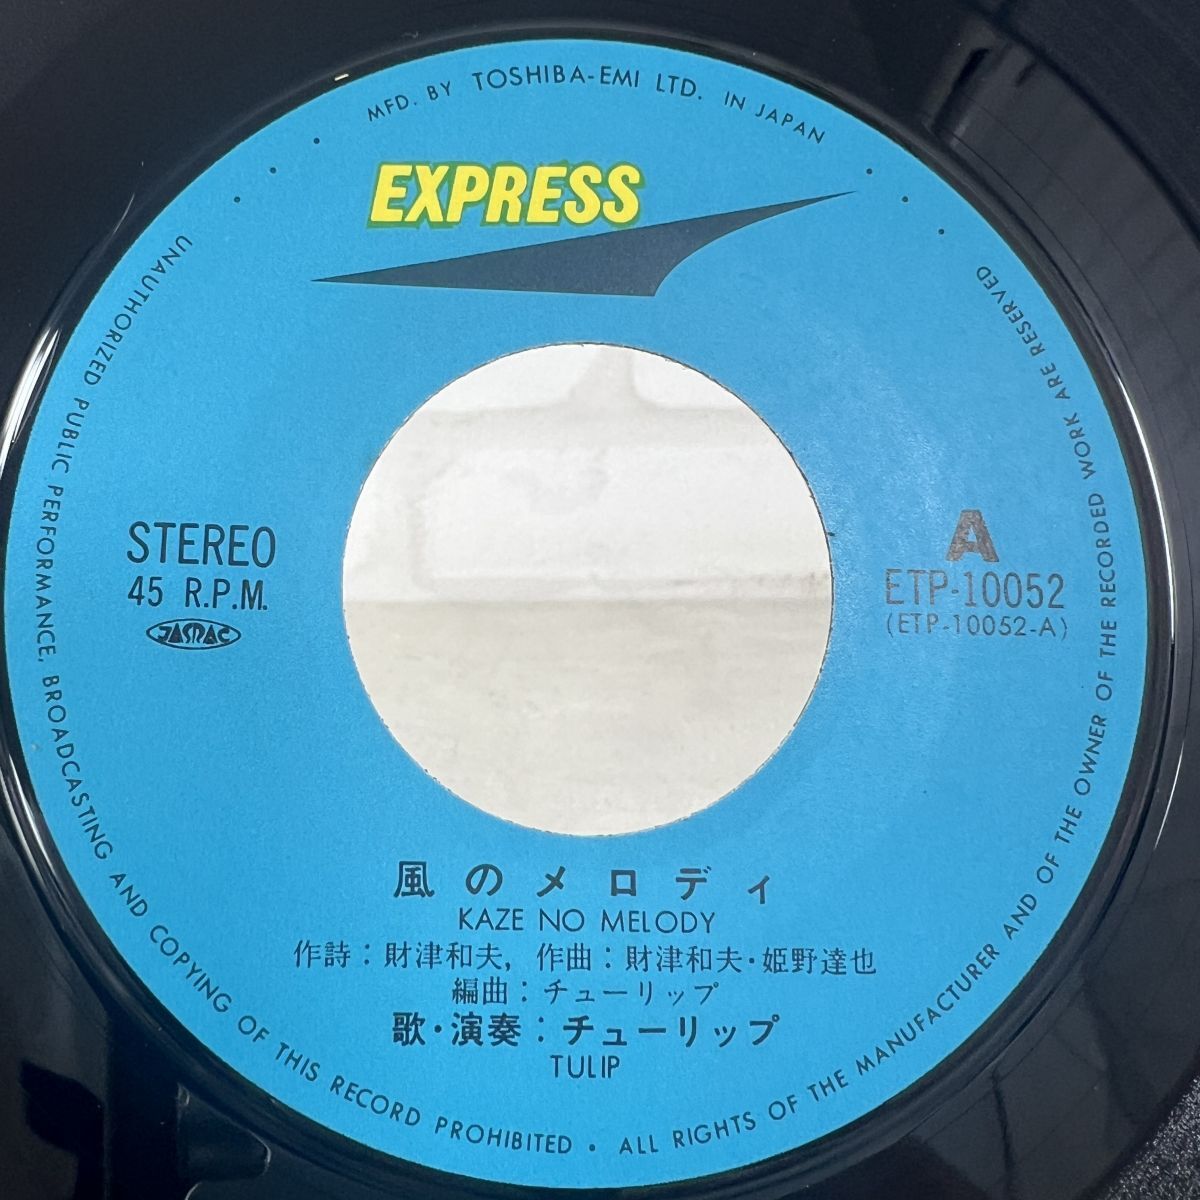 MFD. BY TOSHIBA-EMI LTD. IN JAPAN
EXPRESS
STEREO
45 R.P.M.
JASRAC
A
ETP-10052
(ETP-10052-A)
風のメロディ
KAZE NO MELODY
作詩：財津和夫, 作曲：財津和夫・姫野達也
編曲：チューリップ
歌・演奏：チューリップ
TULIP
UNAUTHORIZED PUBLIC PERFORMANCE, BROADCASTING AND COPYING OF THIS RECORD PROHIBITED • ALL RIGHTS OF THE MANUFACTURER AND OF THE OWNER OF THE RECORDED WORK ARE RESERVED